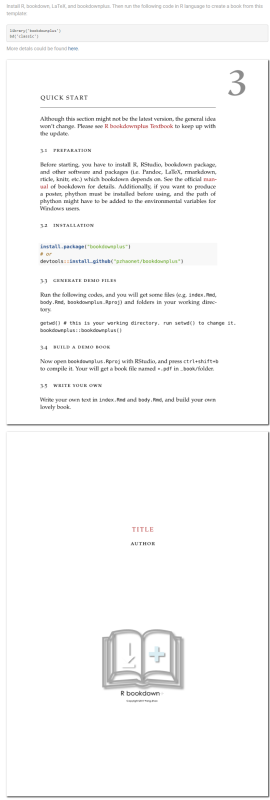 Install R, bookdown, LaTeX, and bookdownplus. Then run the following code in R language to create a book from this
template.
library('bookdownplus')
bd('classic')
More details could be found here.
3
QUICK START
Although this section might not be the latest version, the general idea
won't change. Please see R bookdownplus Textbook to keep up with
the update.
3.1 PREPARATION
Before starting, you have to install R, RStudio, bookdown package,
and other software and packages (i.e. Pandoc, LaTeX, rmarkdown,
rticle, knitr, etc.) which bookdown depends on. See the official man-
ual of bookdown for details. Additionally, if you want to produce
a poster, phython must be installed before using, and the path of
phython might have to be added to the environmental variables for
Windows users.
3.2 INSTALLATION
install.package("bookdownplus")
# or
devtools::install_github("pzhaonet/bookdownplus")
3.3 GENERATE DEMO FILES
Run the following codes, and you will get some files (e.g. index.Rmd,
body.Rmd, bookdownplus.Rproj) and folders in your working direc-
tory.
getwd() # this is your working directory. run setwd() to change it.
bookdownplus::bookdownplus()
3.4 BUILD A DEMO BOOK
Now open bookdownplus.Rproj with RStudio, and press ctrl+shift+b
to compile it. Your will get a book file named *.pdf in _book/folder.
3.5 WRITE YOUR OWN
Write your own text in index.Rmd and body.Rmd, and build your own
lovely book.
TITLE
AUTHOR
R bookdown